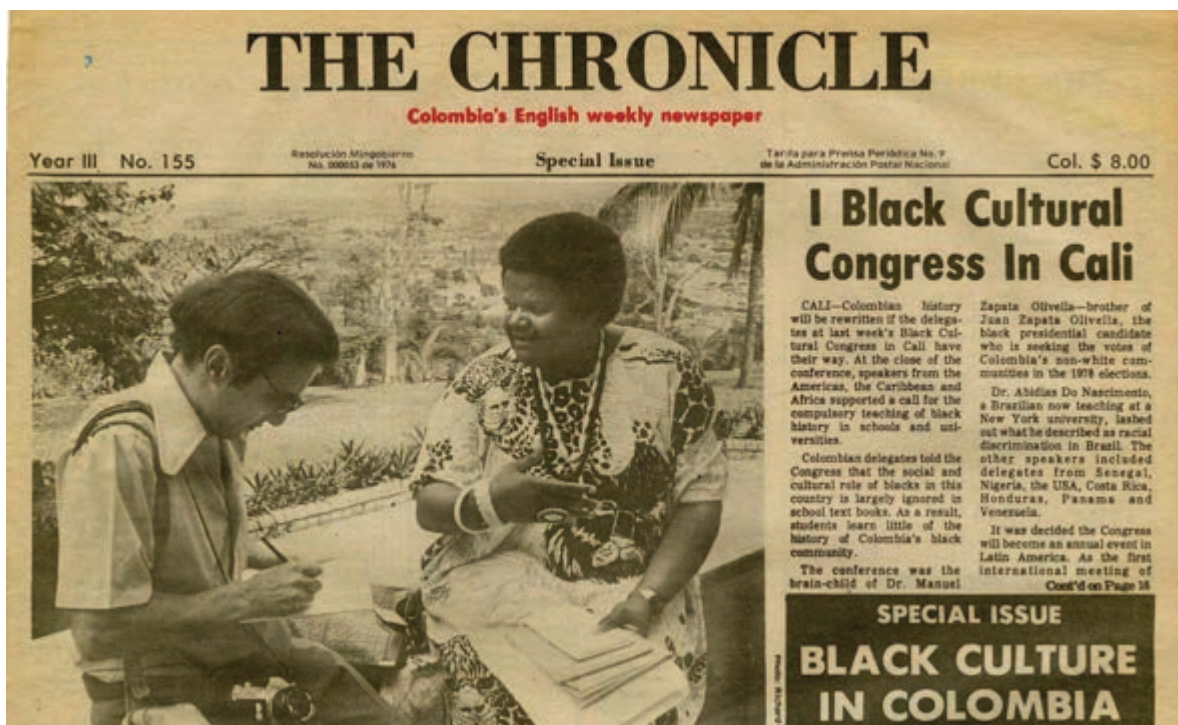 THE CHRONICLE
Colombia's English weekly newspaper
Year III No. 155
Resolución Mingobierno
No. 000053 de 1976
Special Issue
Tarifa para Prensa Periódica No. 9
de la Administración Postal Nacional
Col. $ 8.00
I Black Cultural
Congress In Cali
CALI—Colombian history
will be rewritten if the delega-
tes at last week's Black Cul-
tural Congress in Cali have
their way. At the close of the
conference, speakers from the
Americas, the Caribbean and
Africa supported a call for the
compulsory teaching of black
history in schools and uni-
versities.
Colombian delegates told the
Congress that the social and
cultural role of blacks in this
country is largely ignored in
school text books. As a result,
students learn little of the
history of Colombia's black
community.
The conference was the
brain-child of Dr. Manuel
Zapata Olivella—brother of
Juan Zapata Olivella, the
black presidential candidate
who is seeking the votes of
Colombia's non-white com-
munities in the 1978 elections.
Dr. Abidias Do Nascimento,
a Brazilian now teaching at a
New York university, lashed
out what he described as racial
discrimination in Brazil. The
other speakers included
delegates from Senegal,
Nigeria, the USA, Costa Rica,
Honduras, Panama and
Venezuela.
It was decided the Congress
will become an annual event in
Latin America. As the first
international meeting of
Cont'd on Page 16
Photo: Richard
SPECIAL ISSUE
BLACK CULTURE
IN COLOMBIA